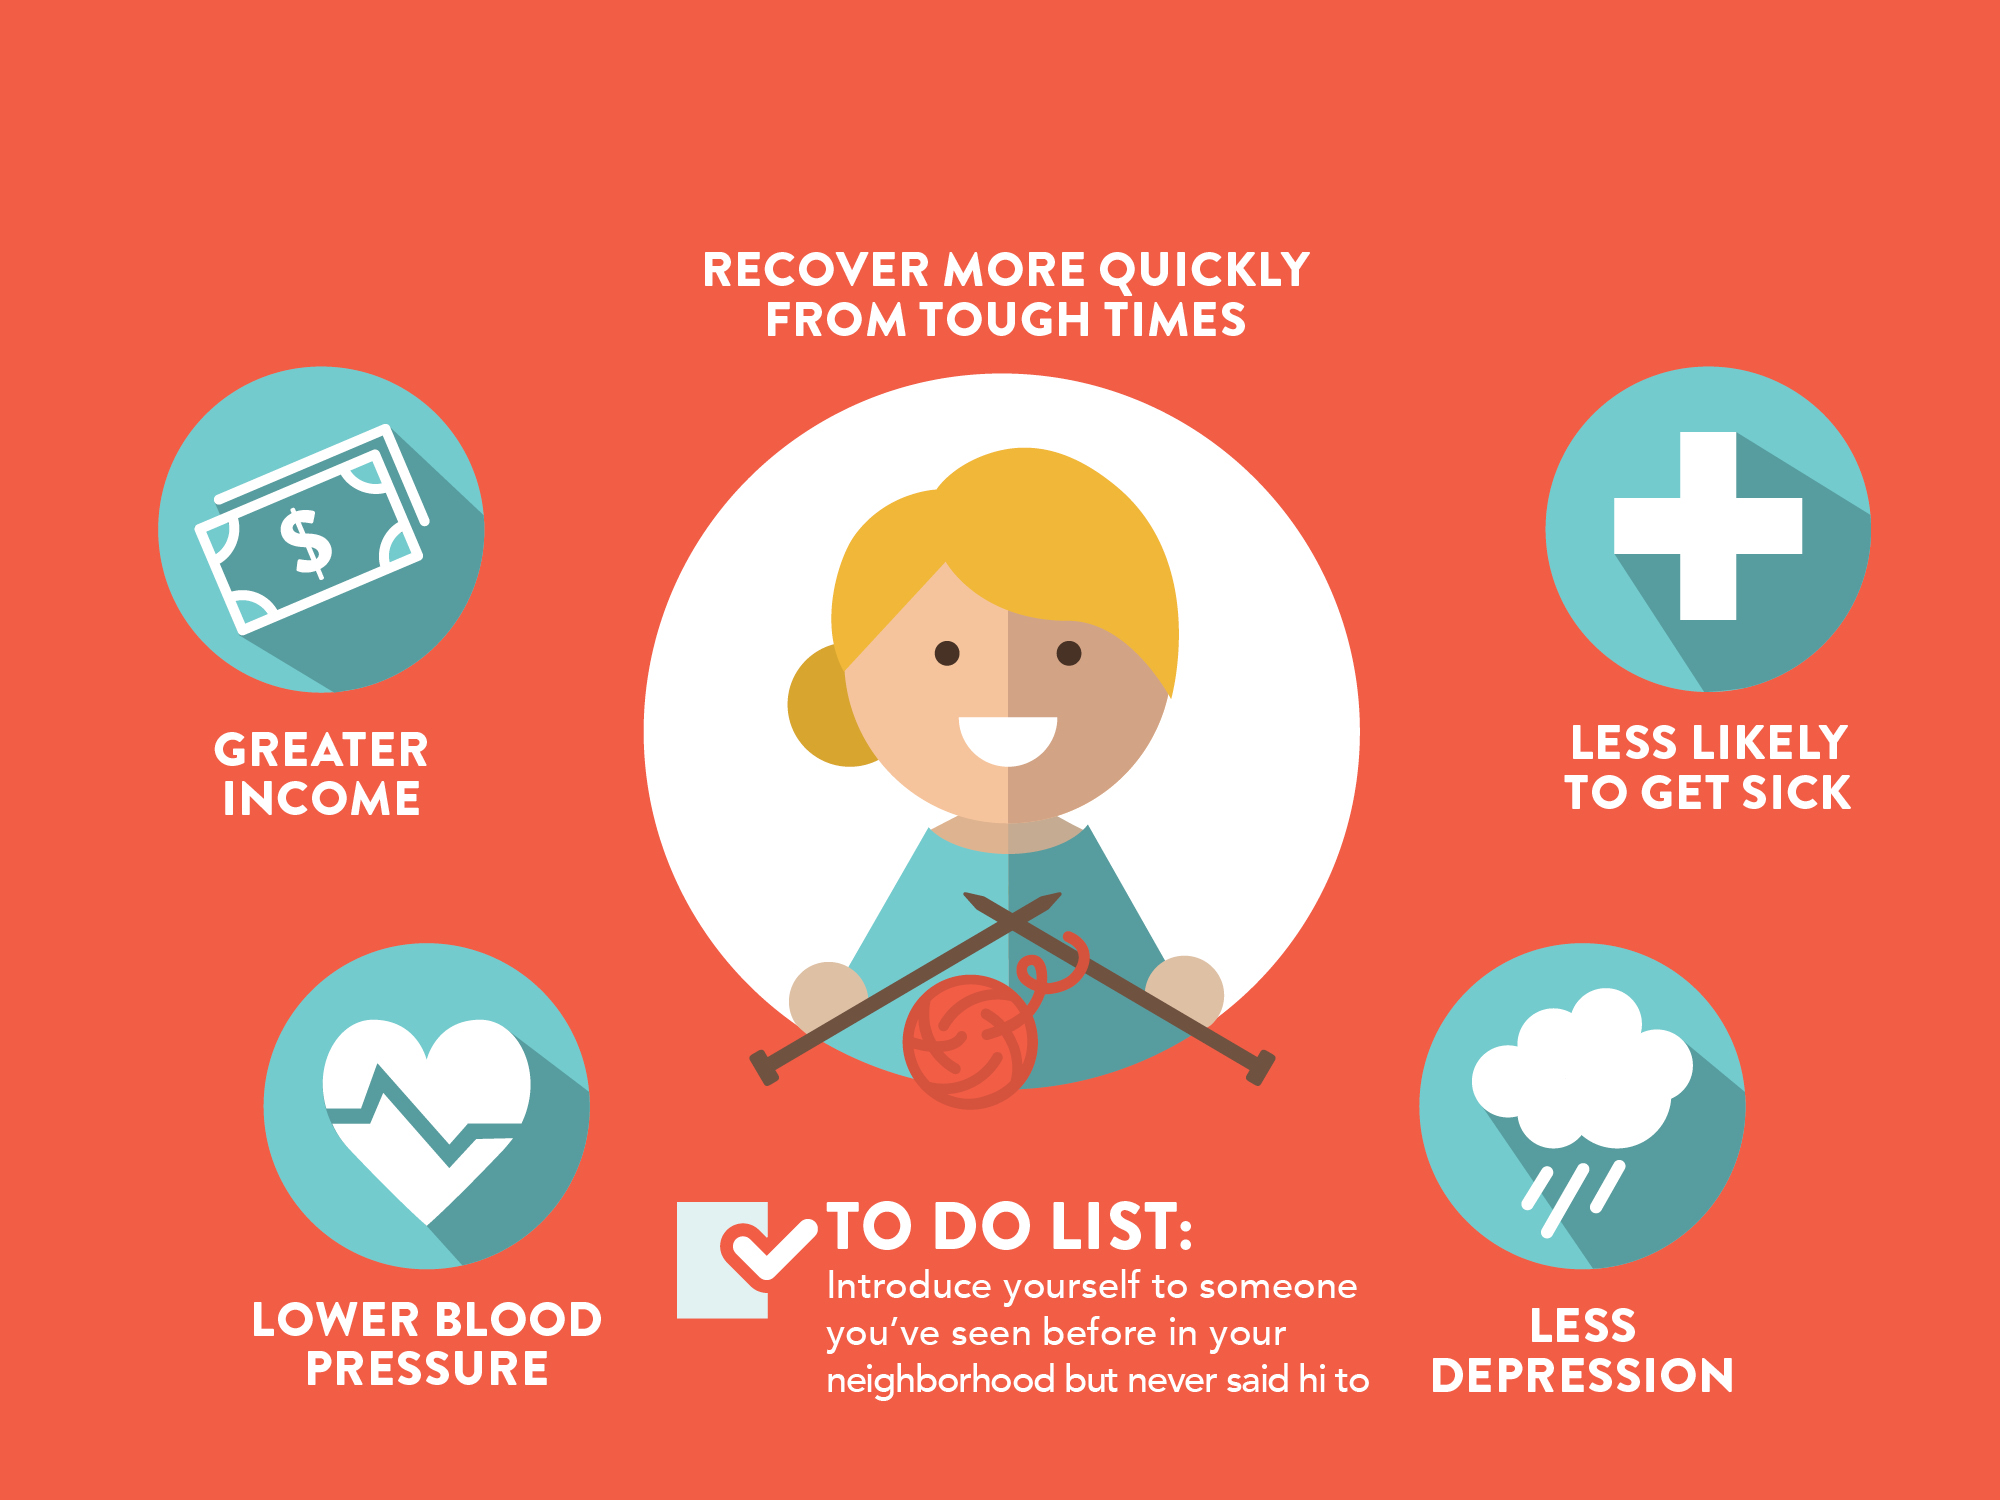 RECOVER MORE QUICKLY
FROM TOUGH TIMES
$
GREATER
INCOME
LESS LIKELY
TO GET SICK
LOWER BLOOD
PRESSURE
TO DO LIST:
Introduce yourself to someone
you’ve seen before in your
neighborhood but never said hi to
LESS
DEPRESSION